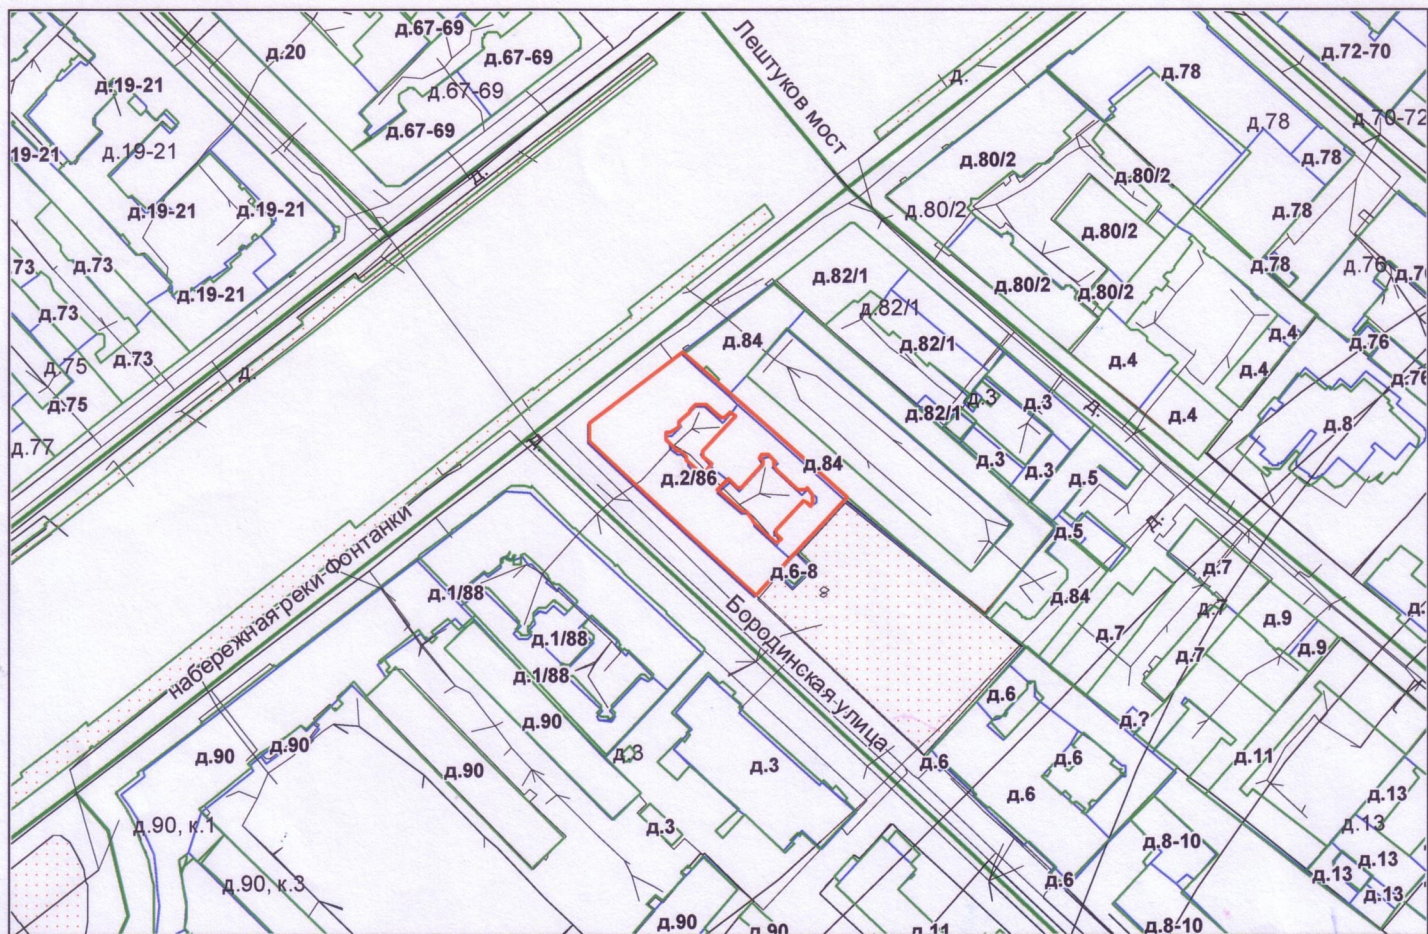 д.67-69
д.20
д.67-69
д.72-70
д.78
д.
д.19-21
д.67-69
д.70-72
д.78
д.67-69
Лештуков мост
19-21
д.19-21
д.80/2
д.78
д.80/2
д.
д.19-21
д.19-21
д.80/2
д.78
д.80/2
73
д.73
д.78
д.76
д.82/1
д.80/2
д.80/2
д.19-21
д.73
д.82/1
д.4
д.84
д.82/1
д.76
д.75
д.73
д.4
д.4
д.
д.75
д.3
д.3
д.
д.82/1
д.4
д.8
д.77
д.
д.3
д.84
д.3
д.2/86
д.5
набережная реки Фонтанки
д.5
д.
д.6-8
8
д.7
д.1/88
д.84
д.7
д.9
Бородинская улица
д.1/88
д.7
д.9
д.7
д.1/88
д.6
д.90
д.?
д.90
д.90
д.3
д.90
д.3
д.6
д.6
д.11
д.6
д.13
д.90, к.1
д.3
д.13
д.8-10
д.13
д.13
д.90, к.3
д.6
д.13
д.90
д.90
д.11
д.8-10